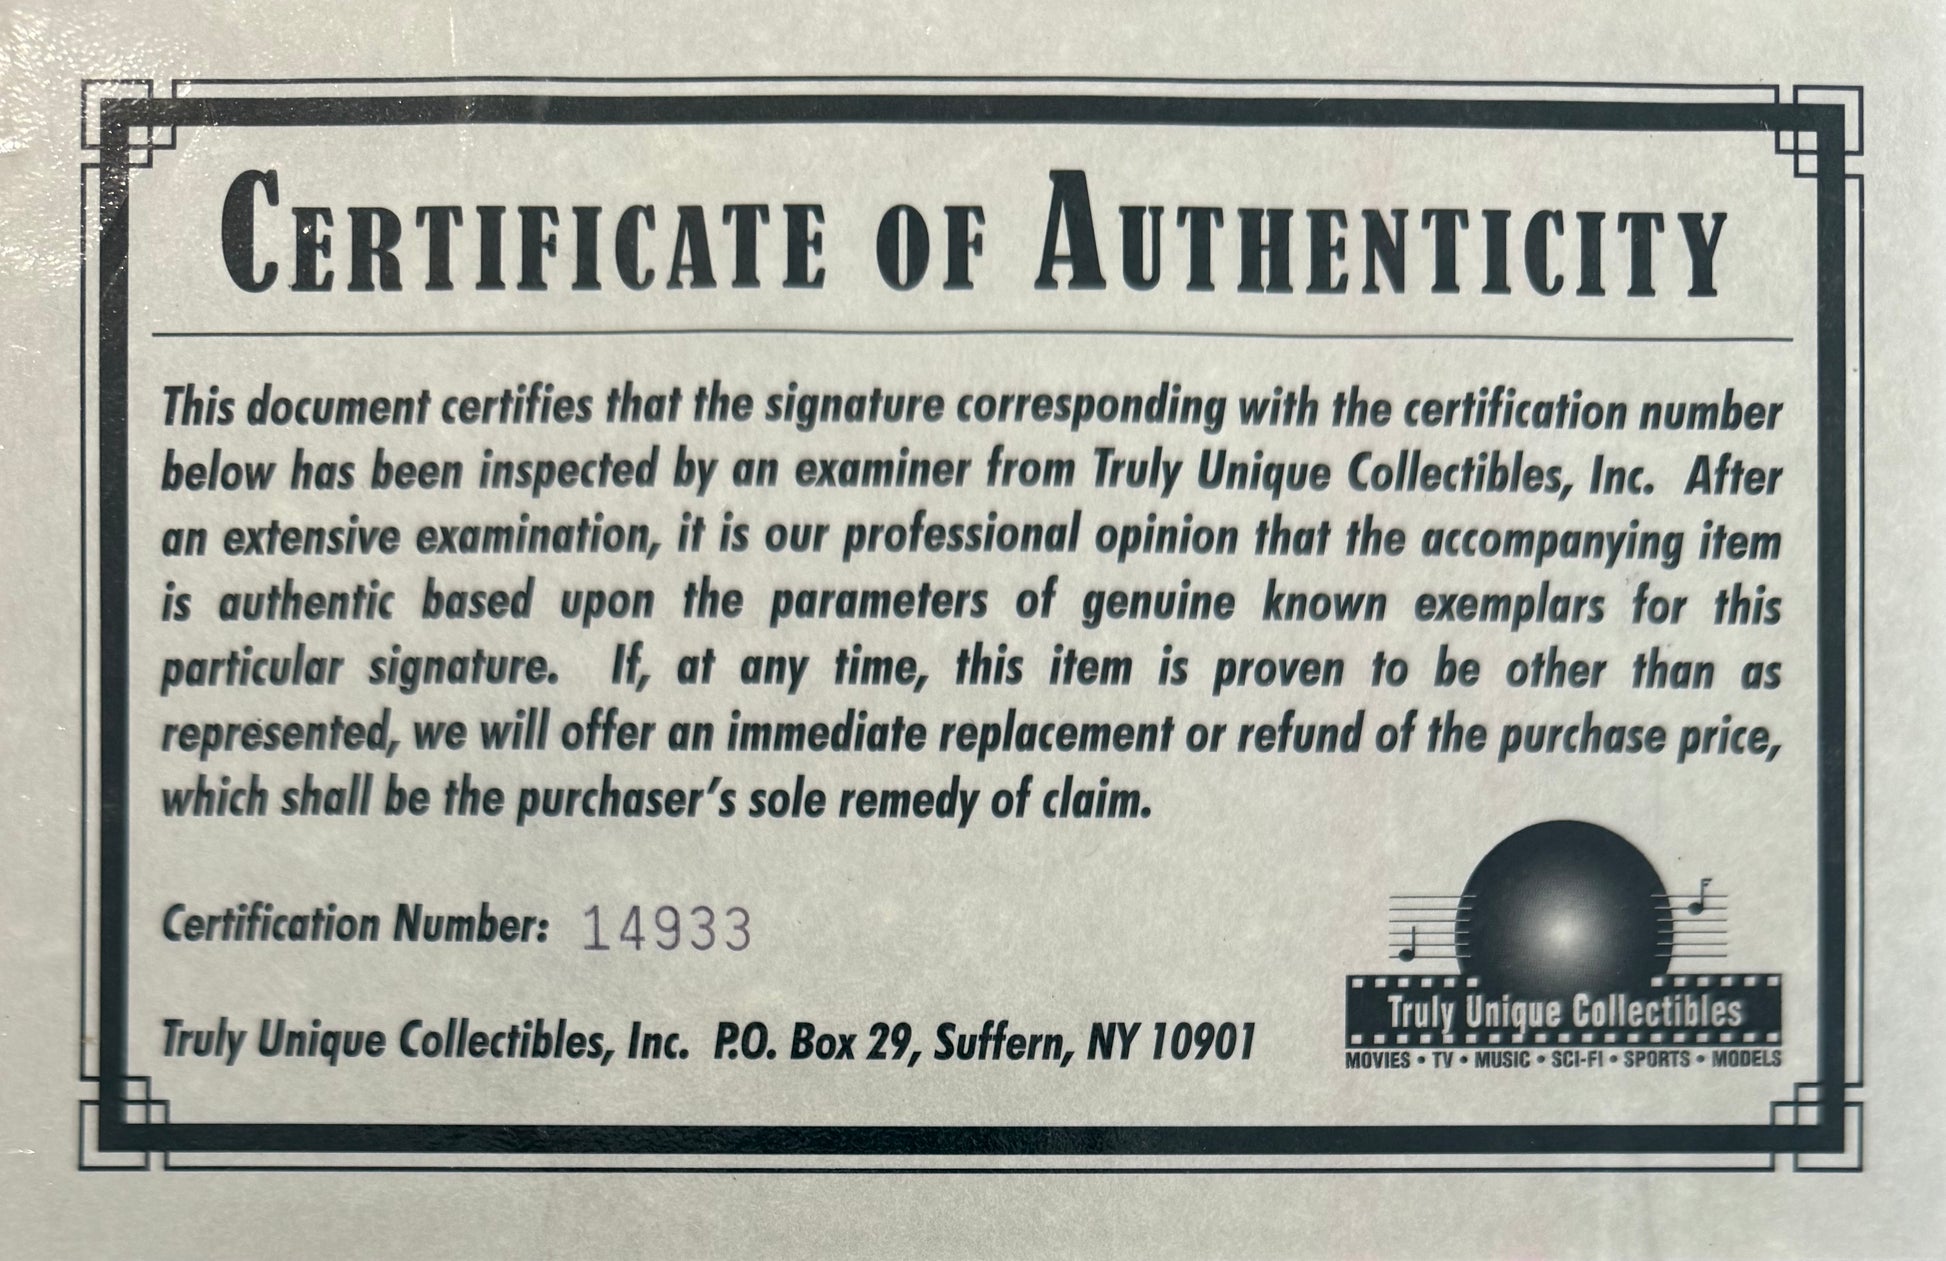 CERTIFICATE OF AUTHENTICITY
This document certifies that the signature corresponding with the certification number
below has been inspected by an examiner from Truly Unique Collectibles, Inc. After
an extensive examination, it is our professional opinion that the accompanying item
is authentic based upon the parameters of genuine known exemplars for this
particular signature. If, at any time, this item is proven to be other than as
represented, we will offer an immediate replacement or refund of the purchase price,
which shall be the purchaser's sole remedy of claim.
Certification Number: 14933
Truly Unique Collectibles, Inc. P.O. Box 29, Suffern, NY 10901
Truly Unique Collectibles
MOVIES • TV • MUSIC • SCI-FI • SPORTS • MODELS